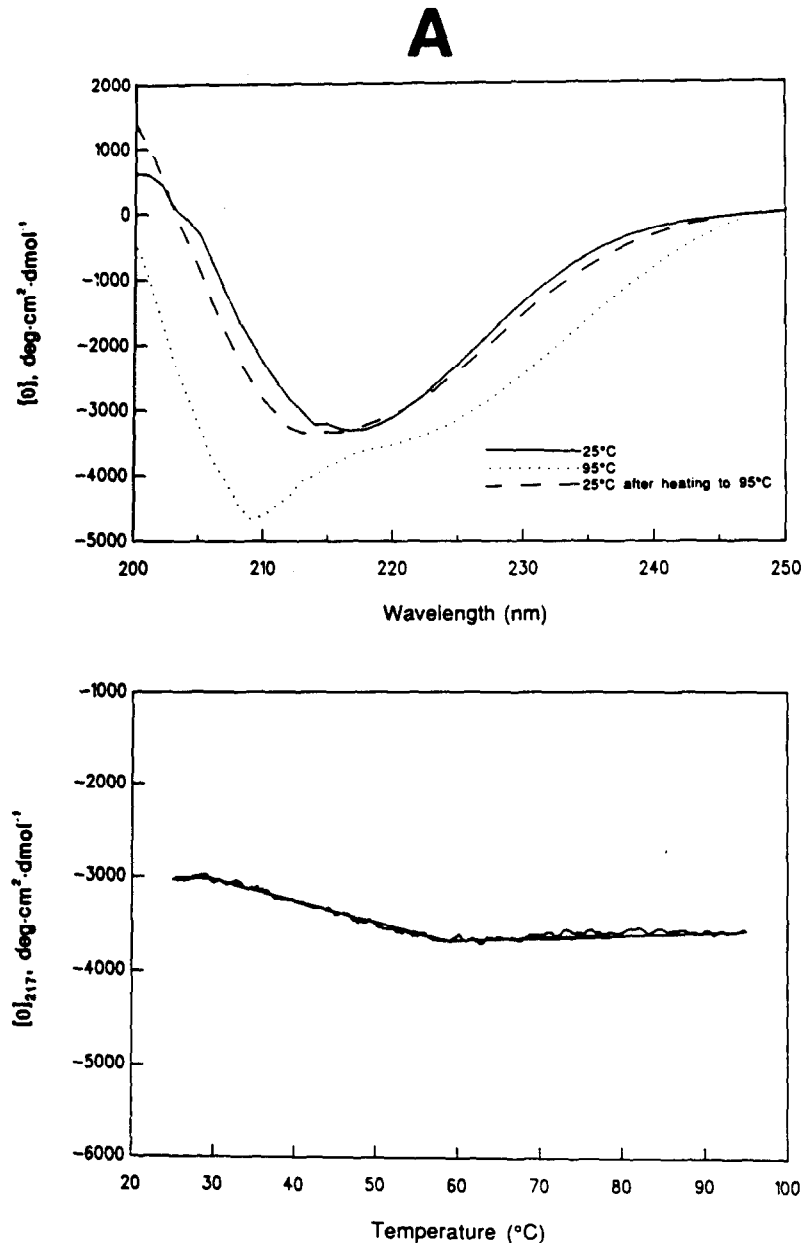 A
2000
1000
0
-1000
-2000
-3000
-4000
-5000
[0], deg·cm²·dmol⁻¹
25°C
95°C
25°C after heating to 95°C
200 210 220 230 240 250
Wavelength (nm)
-1000
-2000
-3000
-4000
-5000
-6000
[0]₂₁₇, deg·cm²·dmol⁻¹
20 30 40 50 60 70 80 90 100
Temperature (°C)